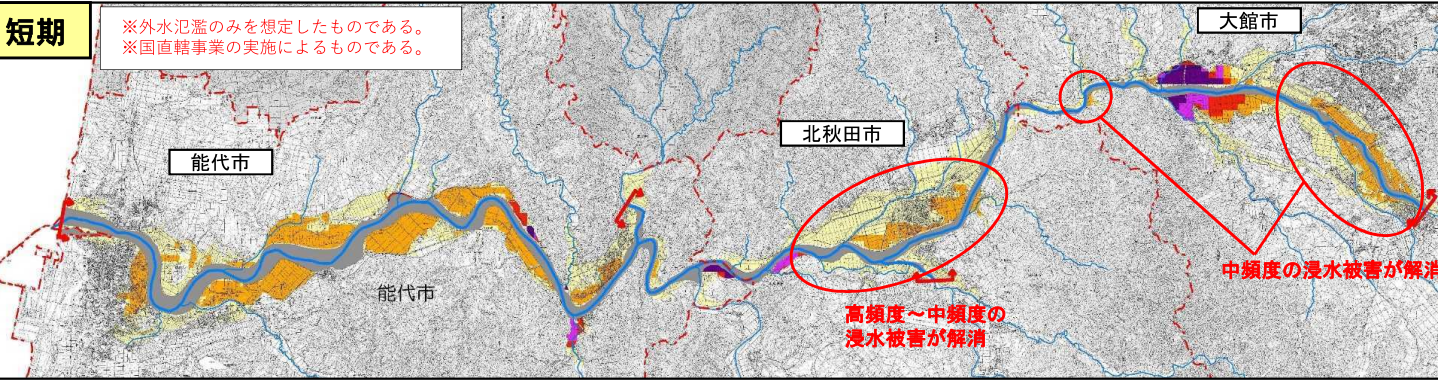 短期
※外水氾濫のみを想定したものである。
※国直轄事業の実施によるものである。
大館市
北秋田市
能代市
能代市
中頻度の浸水被害が解消
高頻度～中頻度の
浸水被害が解消